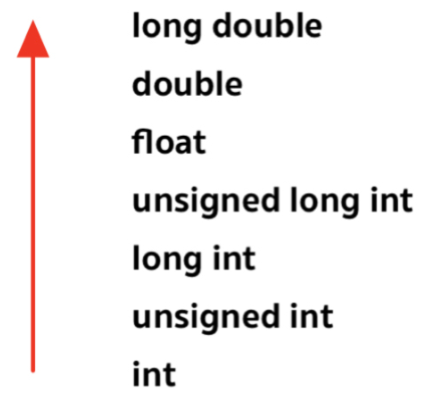 long double
double
float
unsigned long int
long int
unsigned int
int